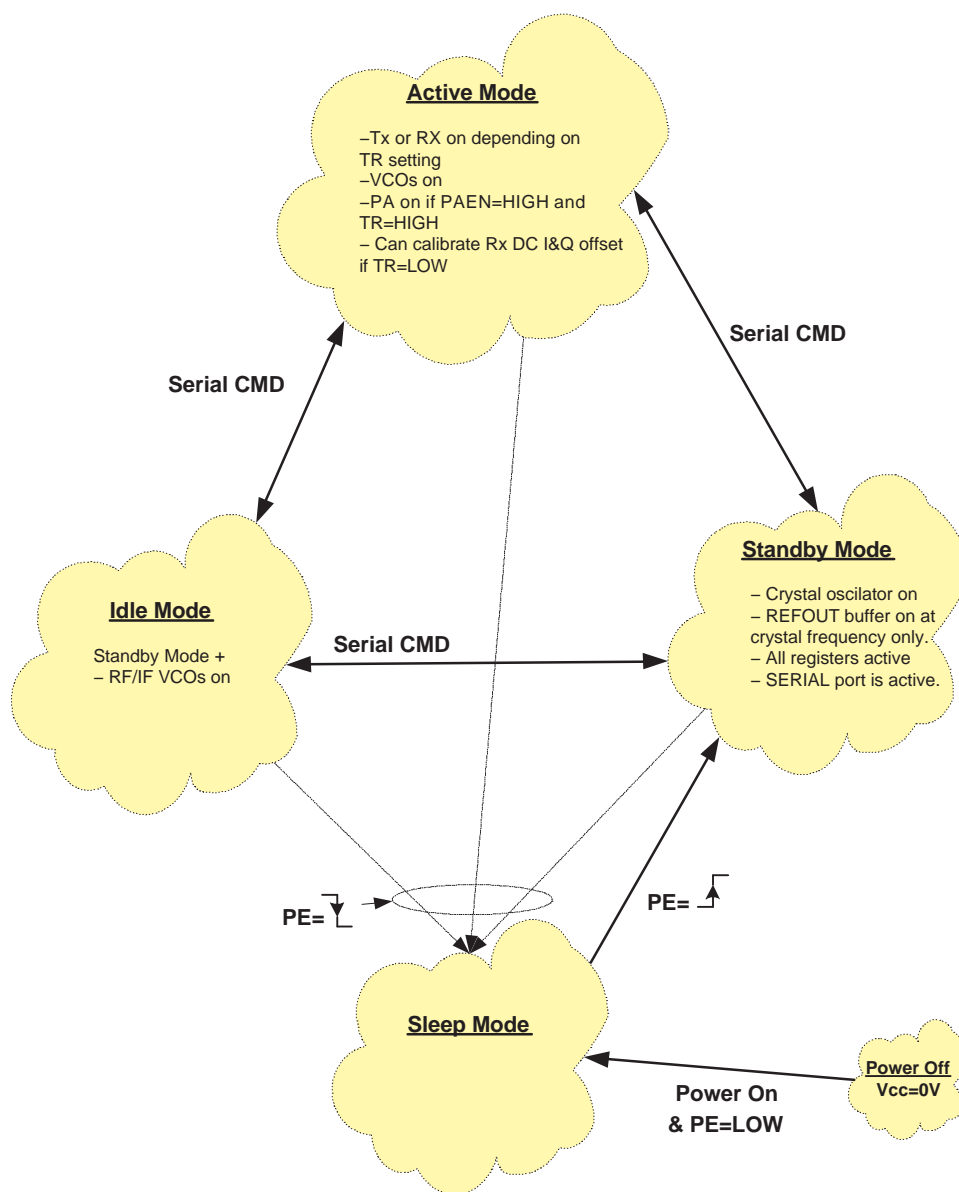 Active Mode
–Tx or RX on depending on
TR setting
–VCOs on
–PA on if PAEN=HIGH and
TR=HIGH
– Can calibrate Rx DC I&Q offset
if TR=LOW
Serial CMD
Serial CMD
Idle Mode
Standby Mode +
– RF/IF VCOs on
Serial CMD
Standby Mode
– Crystal oscilator on
– REFOUT buffer on at
crystal frequency only.
– All registers active
– SERIAL port is active.
PE=
PE=
Sleep Mode
Power On
& PE=LOW
Power Off
Vcc=0V